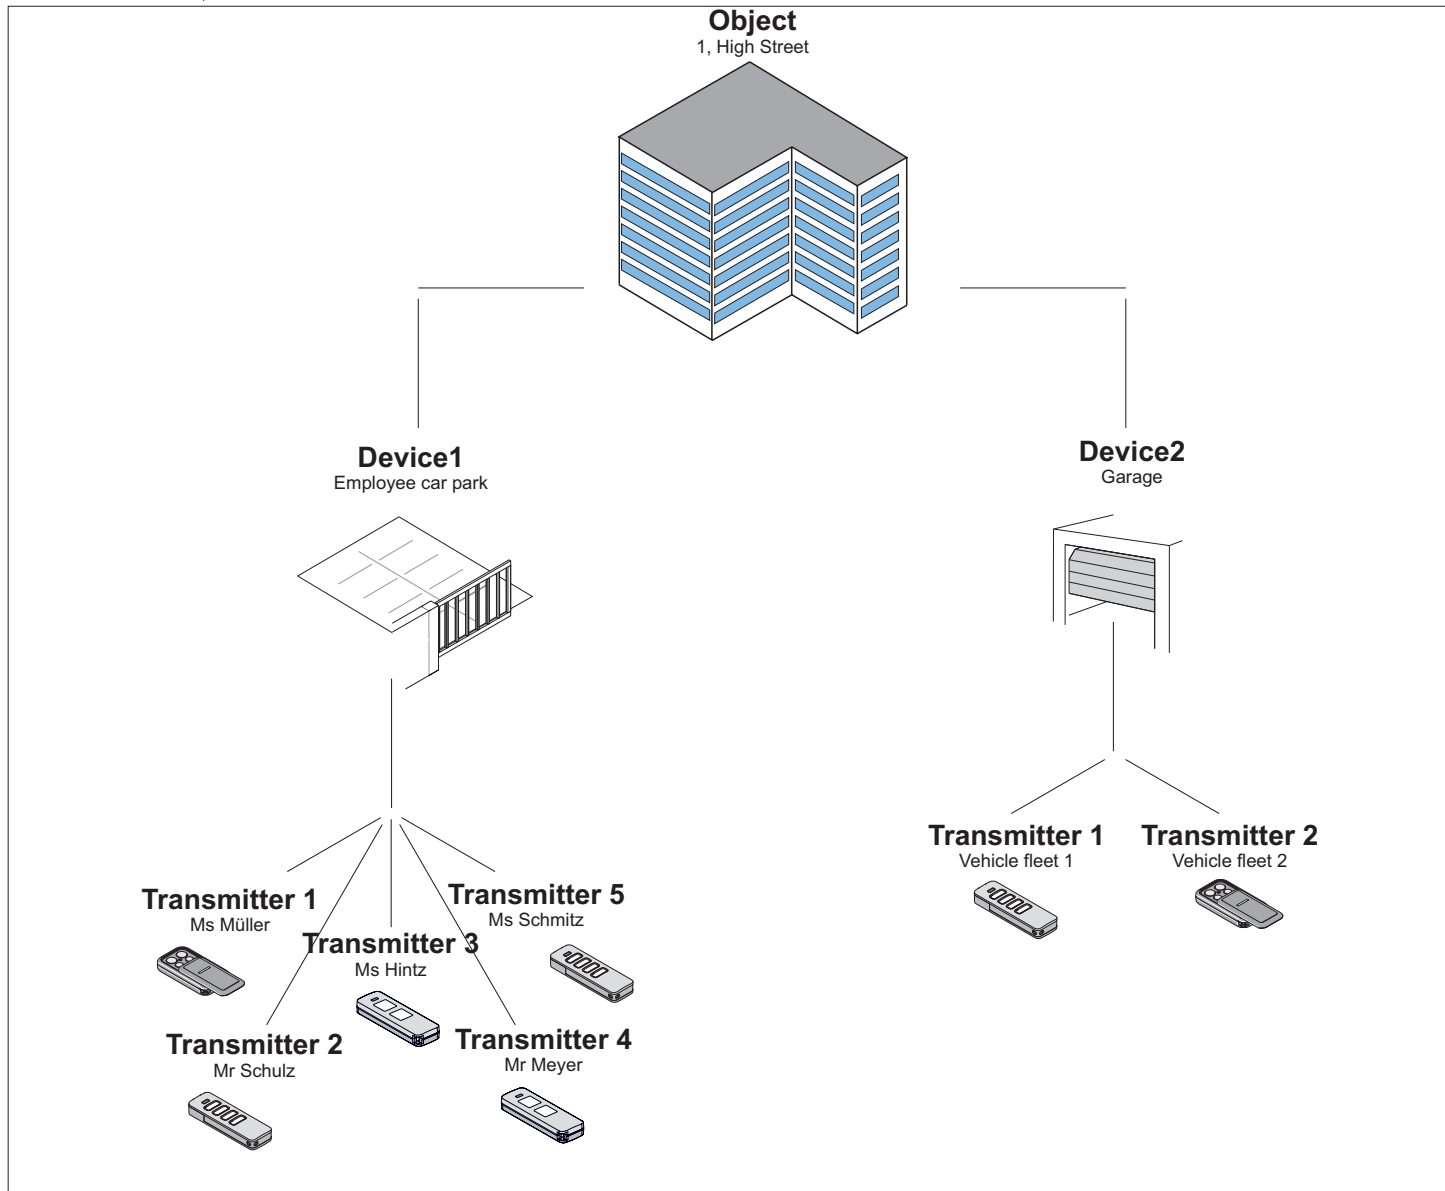 Object
1, High Street
Device1
Employee car park
Device2
Garage
Transmitter 1
Vehicle fleet 1
Transmitter 2
Vehicle fleet 2
Transmitter 1
Ms Müller
Transmitter 5
Ms Schmitz
Transmitter 3
Ms Hintz
Transmitter 2
Mr Schulz
Transmitter 4
Mr Meyer